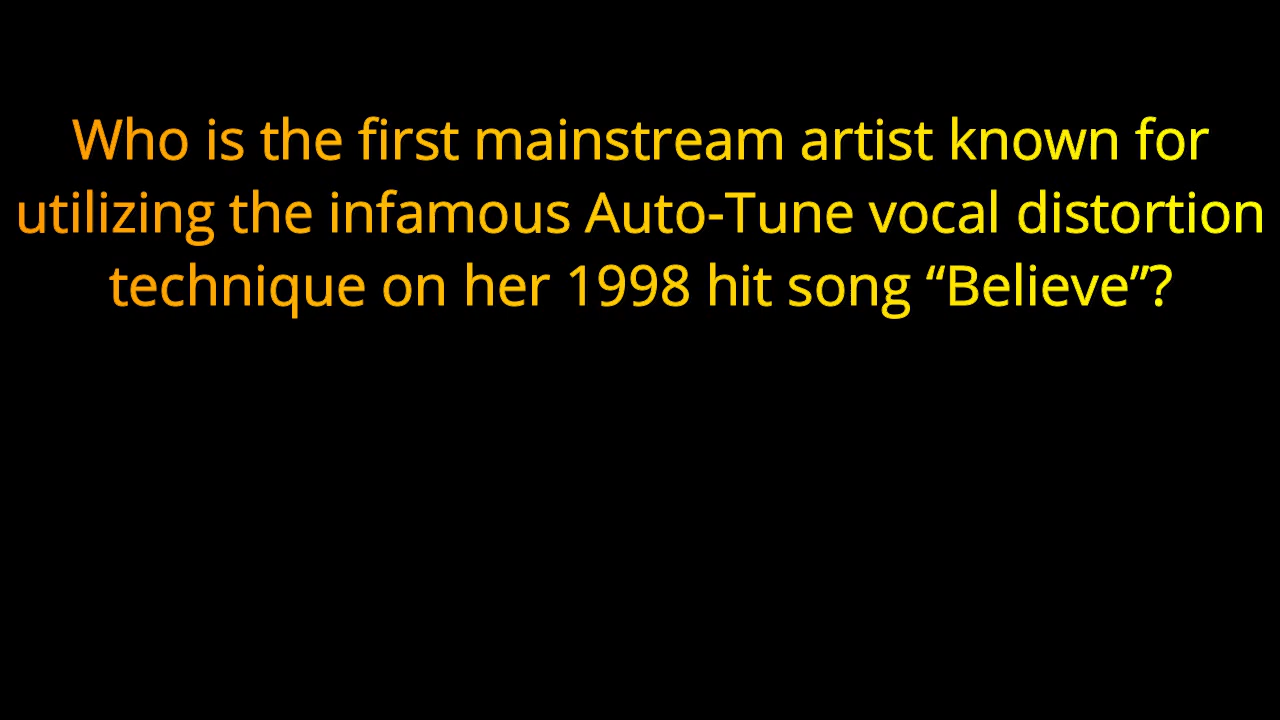 Who is the first mainstream artist known for
utilizing the infamous Auto-Tune vocal distortion
technique on her 1998 hit song “Believe”?